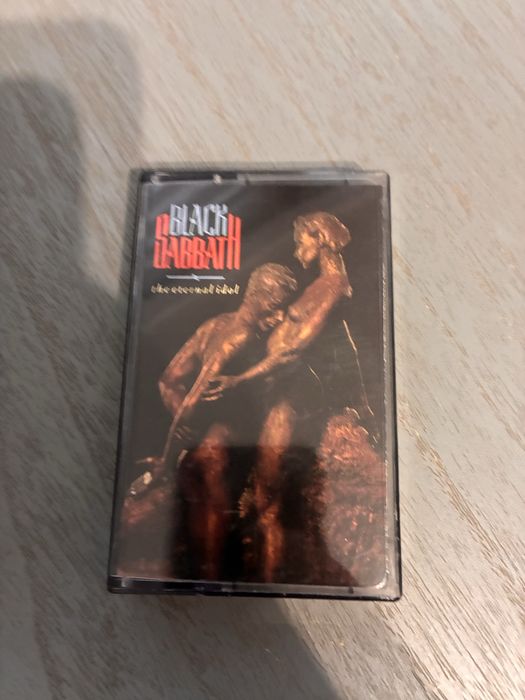 BLACK
SABBATH
the eternal idol